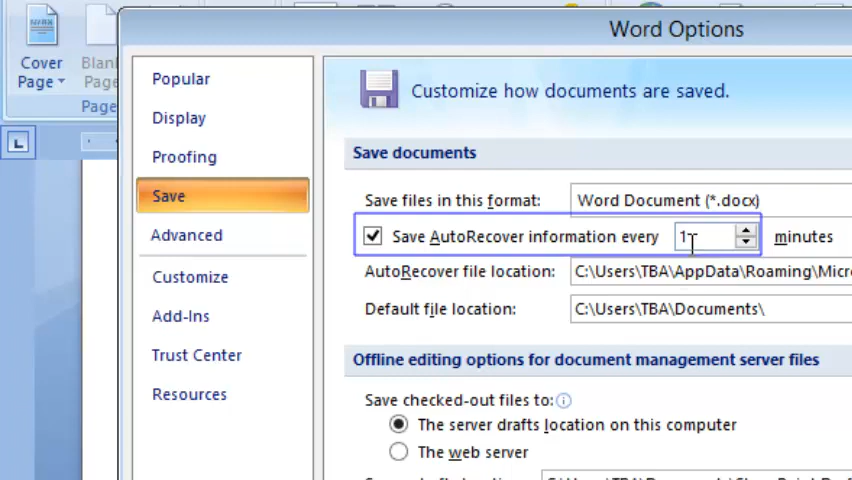 Word Options
Cover
Page
Blan
Page
Page
Popular
Display
Proofing
Save
Advanced
Customize
Add-Ins
Trust Center
Resources
Customize how documents are saved.
Save documents
Save files in this format: Word Document (*.docx)
Save AutoRecover information every 1 minutes
AutoRecover file location: C:\Users\TBA\AppData\Roaming\Micro
Default file location: C:\Users\TBA\Documents\
Offline editing options for document management server files
Save checked-out files to:
The server drafts location on this computer
The web server